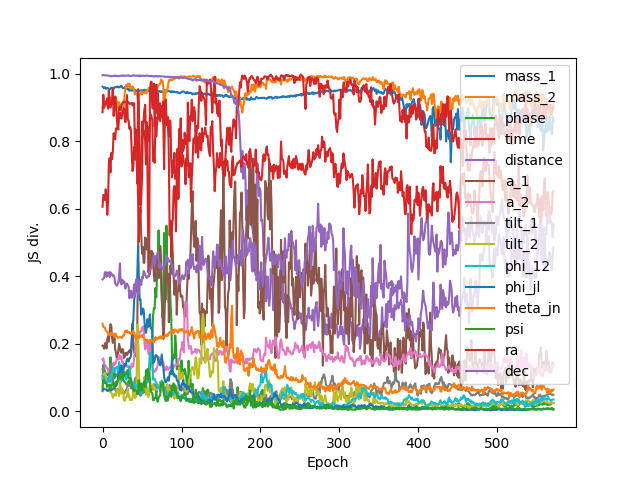 JS div.
1.0
0.8
0.6
0.4
0.2
0.0
0
100
200
300
400
500
Epoch
mass_1
mass_2
phase
time
distance
a_1
a_2
tilt_1
tilt_2
phi_12
phi_jl
theta_jn
psi
ra
dec